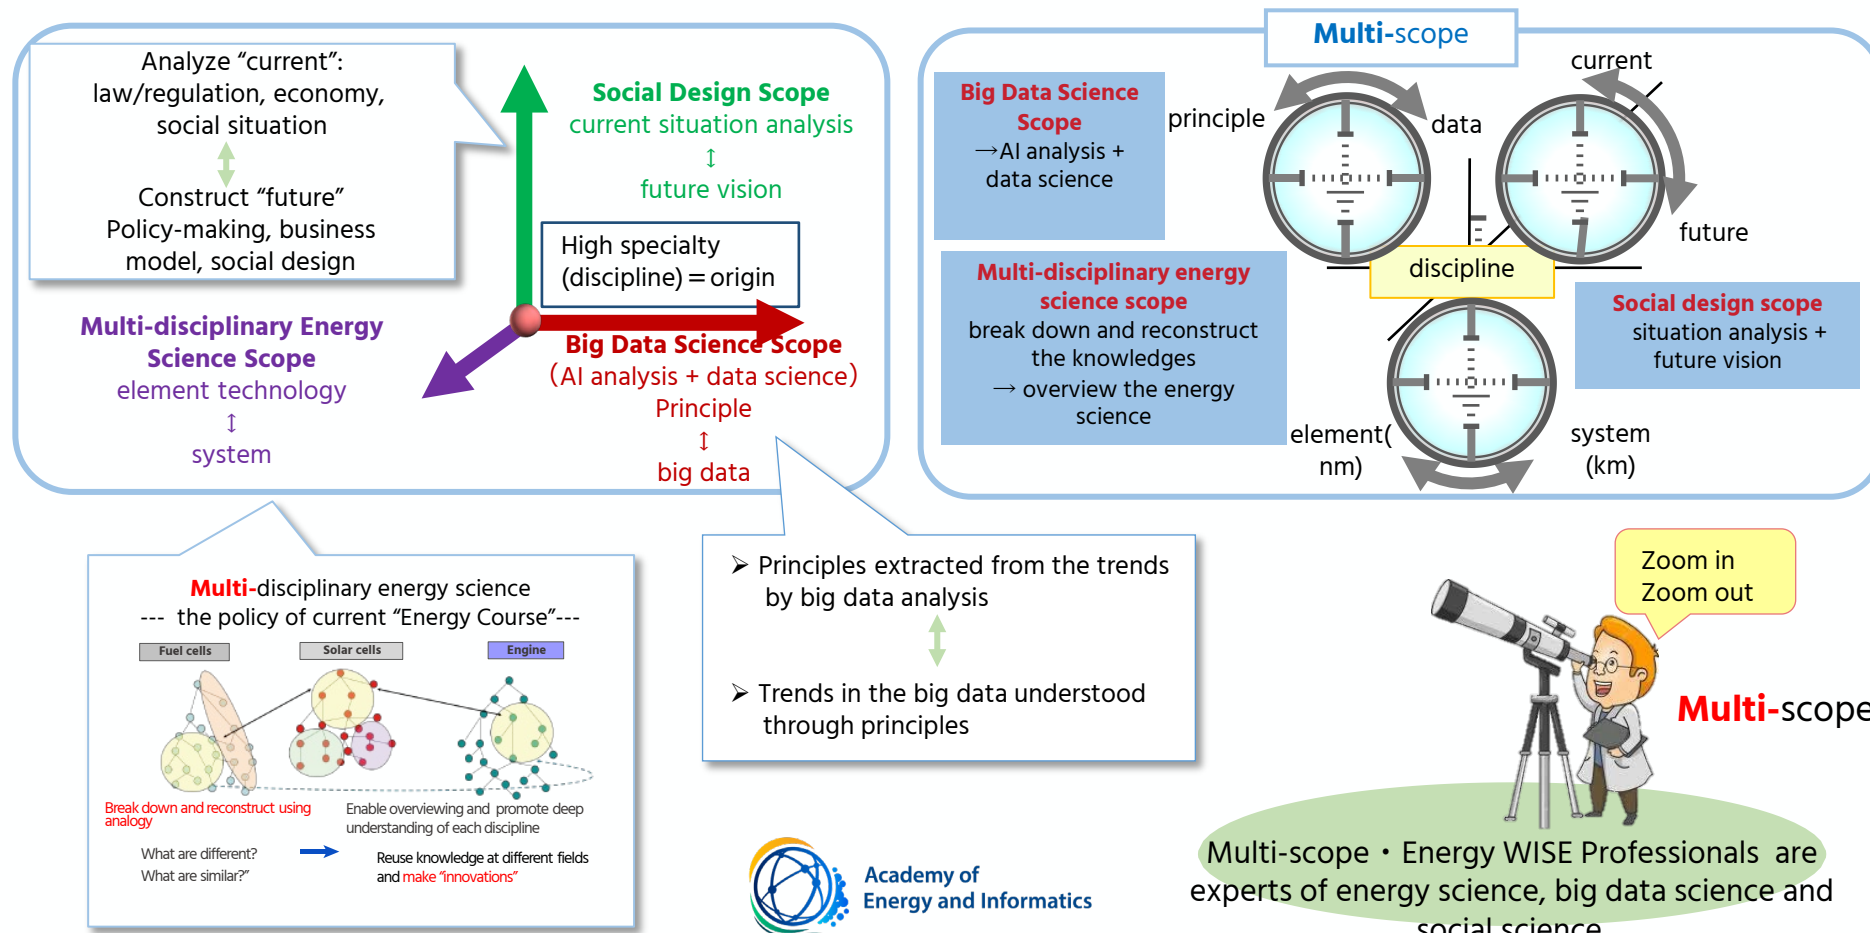 Analyze “current”:
law/regulation, economy,
social situation
Construct “future”
Policy-making, business
model, social design
Social Design Scope
current situation analysis
↕
future vision
High specialty
(discipline)＝origin
Multi-disciplinary Energy
Science Scope
element technology
↕
system
Big Data Science Scope
（AI analysis + data science）
Principle
↕
big data
Multi-scope
Big Data Science
Scope
→AI analysis +
data science
principle
data
current
future
discipline
Multi-disciplinary energy
science scope
break down and reconstruct
the knowledges
→ overview the energy
science
Social design scope
situation analysis +
future vision
element(
nm)
system
(km)
Multi-disciplinary energy science
--- the policy of current “Energy Course”---
Fuel cells
Solar cells
Engine
Break down and reconstruct using
analogy
Enable overviewing and promote deep
understanding of each discipline
What are different?
What are similar?”
Reuse knowledge at different fields
and make “innovations”
➢ Principles extracted from the trends
by big data analysis
➢ Trends in the big data understood
through principles
Zoom in
Zoom out
Multi-scope
Academy of
Energy and Informatics
Multi-scope・Energy WISE Professionals are
experts of energy science, big data science and
social science